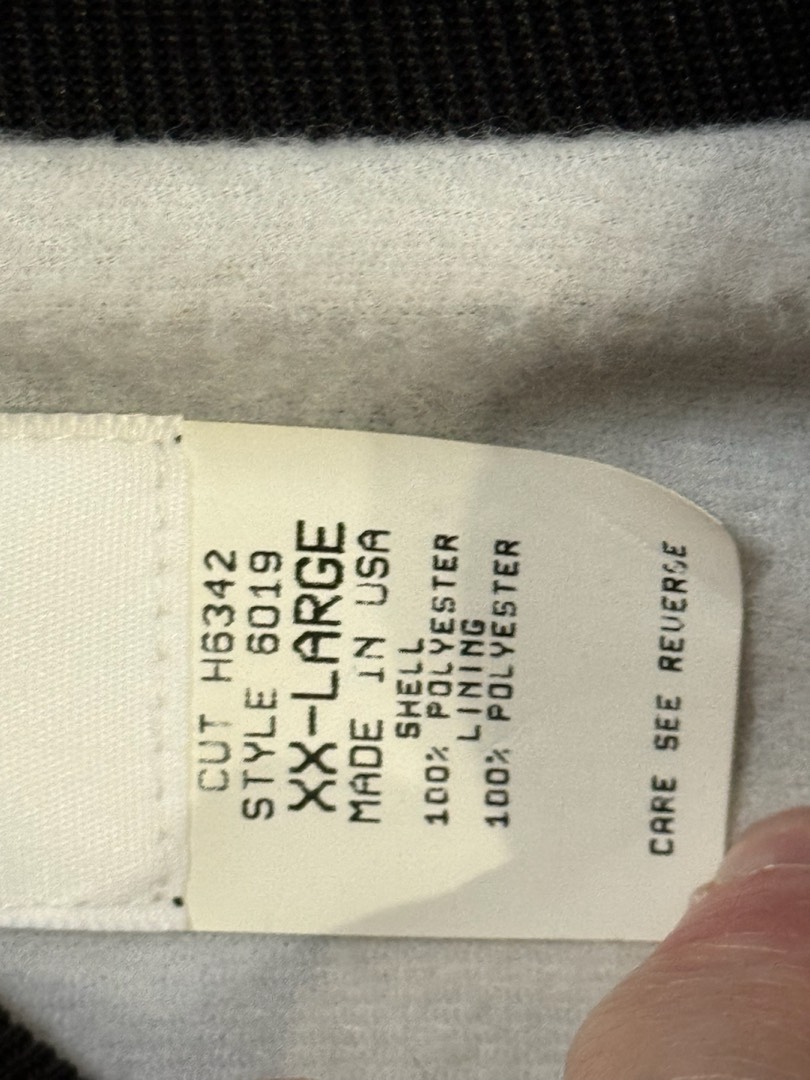 CUT H6342
STYLE 6019
XX-LARGE
MADE IN USA
SHELL
100% POLYESTER
LINING
100% POLYESTER
CARE SEE REVERSE